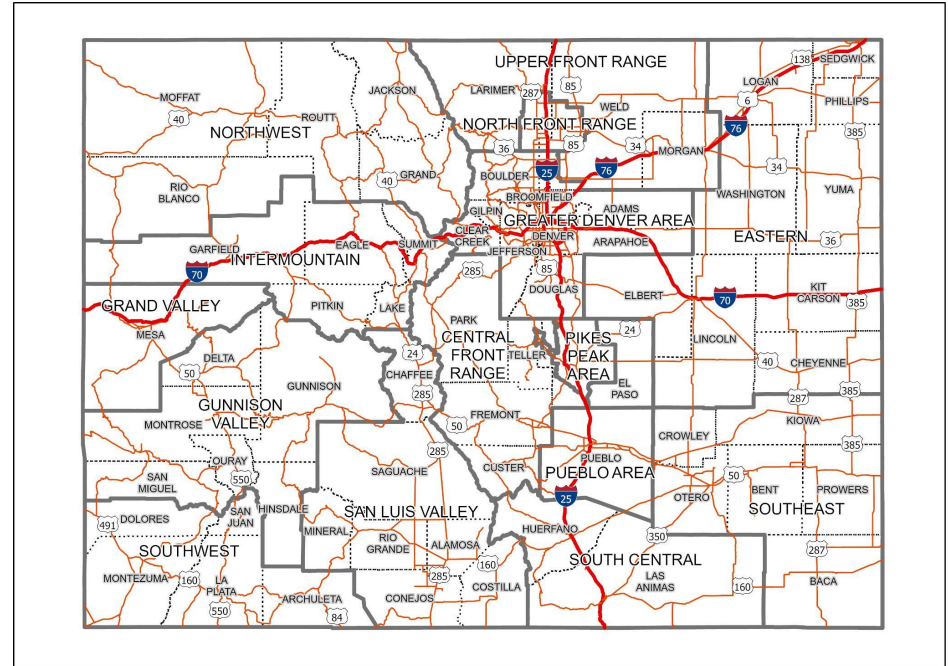 UPPER FRONT RANGE
138
SEDGWICK
LOGAN
JACKSON
LARIMER
287
85
MOFFAT
WELD
6
PHILLIPS
40
ROUTT
NORTHWEST
NORTH FRONT RANGE
76
385
36
85
34
MORGAN
25
76
34
RIO
BLANCO
40
GRAND
BOULDER
BROOMFIELD
WASHINGTON
YUMA
GILPIN
ADAMS
GREATER DENVER AREA
CLEAR
CREEK
DENVER
ARAPAHOE
EASTERN
36
GARFIELD
EAGLE
SUMMIT
JEFFERSON
INTERMOUNTAIN
70
285
85
DOUGLAS
ELBERT
70
KIT
CARSON
385
GRAND VALLEY
PITKIN
LAKE
MESA
PARK
24
LINCOLN
CENTRAL
FRONT
RANGE
TELLER
PIKES
PEAK
AREA
24
DELTA
50
CHAFFEE
285
40
CHEYENNE
GUNNISON
EL
PASO
287
385
GUNNISON
VALLEY
MONTROSE
50
FREMONT
KIOWA
CROWLEY
385
285
OURAY
550
SAGUACHE
CUSTER
PUEBLO
PUEBLO AREA
50
SAN
MIGUEL
25
OTERO
BENT
PROWERS
SOUTHEAST
491
DOLORES
SAN
JUAN
HINSDALE
SAN LUIS VALLEY
MINERAL
RIO
GRANDE
ALAMOSA
HUERFANO
350
SOUTHWEST
160
SOUTH CENTRAL
287
MONTEZUMA
160
LA
PLATA
285
COSTILLA
LAS
ANIMAS
160
BACA
550
ARCHULETA
84
CONEJOS